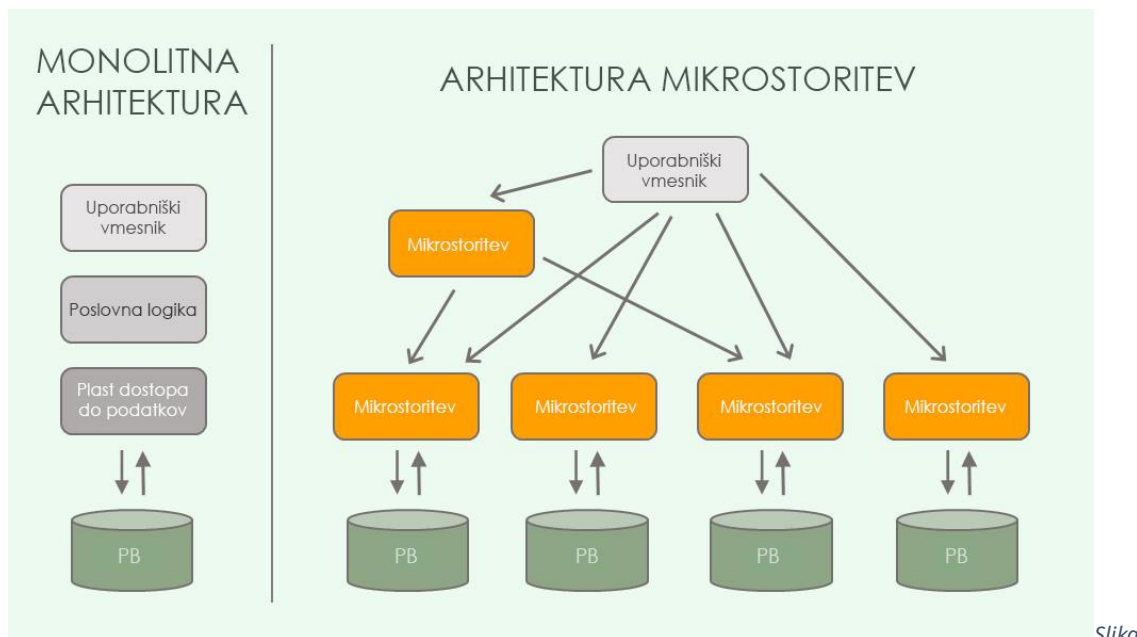 MONOLITNA
ARHITEKTURA
Uporabniški
vmesnik
Poslovna logika
Plast dostopa
do podatkov
PB
ARHITEKTURA MIKROSTORITEV
Uporabniški
vmesnik
Mikrostoritev
Mikrostoritev
Mikrostoritev
Mikrostoritev
Mikrostoritev
PB
PB
PB
PB
Slika